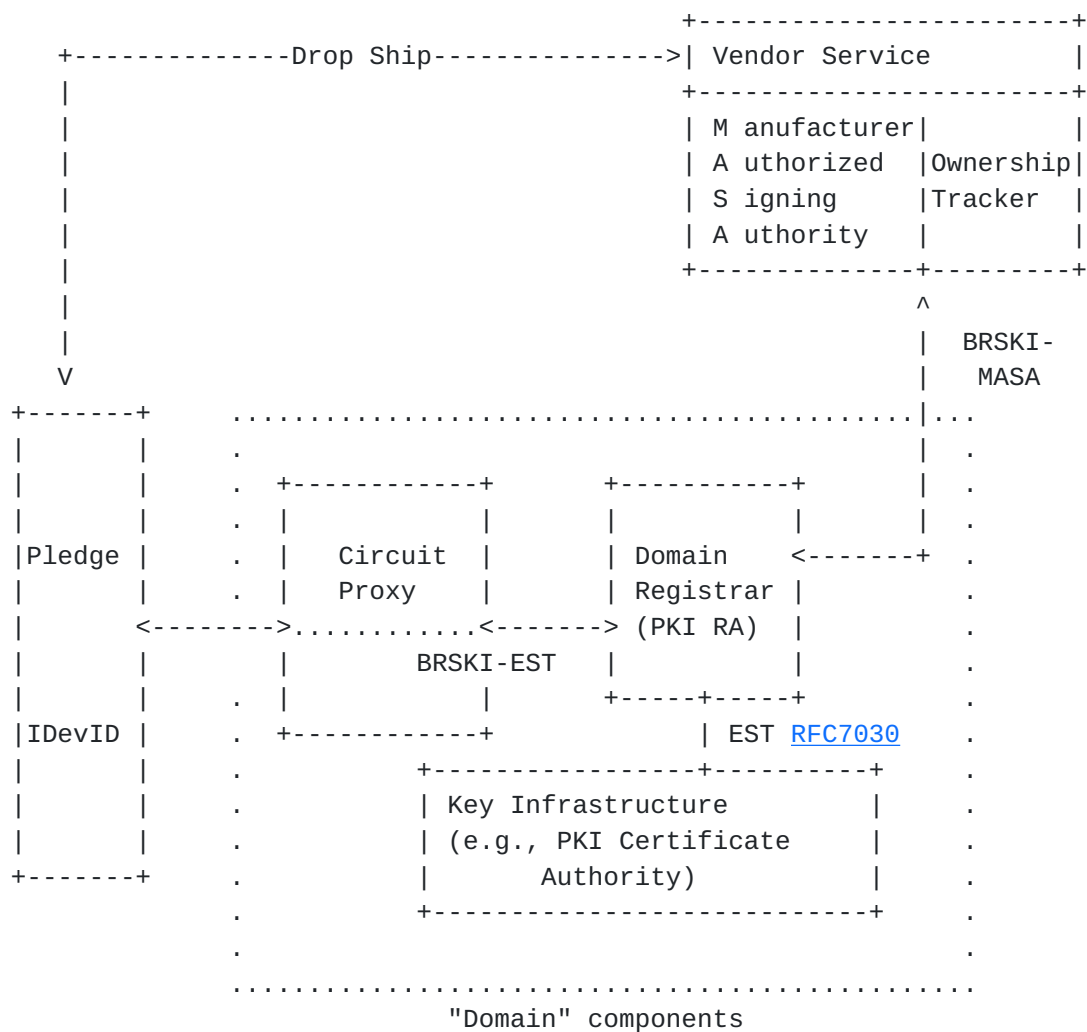 +------------------------+
+--------------Drop Ship--------------->| Vendor Service         |
|                                       +------------------------+
|                                       | M anufacturer|         |
|                                       | A uthorized  |Ownership|
|                                       | S igning     |Tracker  |
|                                       | A uthority   |         |
|                                       +--------------+---------+
|                                                      ^
|                                                      |  BRSKI-
V                                                      |   MASA
+-------+     ............................................|...
|       |     .                                           |  .
|       |     .  +------------+       +-----------+       |  .
|       |     .  |            |       |           |       |  .
|Pledge |     .  |   Circuit  |       | Domain    <-------+  .
|       |     .  |   Proxy    |       | Registrar |          .
|       <-------->............<-------> (PKI RA)  |          .
|       |        |        BRSKI-EST   |           |          .
|       |     .  |            |       +-----+-----+          .
|IDevID |     .  +------------+             | EST RFC7030    .
|       |     .           +-----------------+----------+     .
|       |     .           | Key Infrastructure         |     .
|       |     .           | (e.g., PKI Certificate     |     .
+-------+     .           |       Authority)           |     .
.           +----------------------------+     .
.                                              .
................................................
"Domain" components